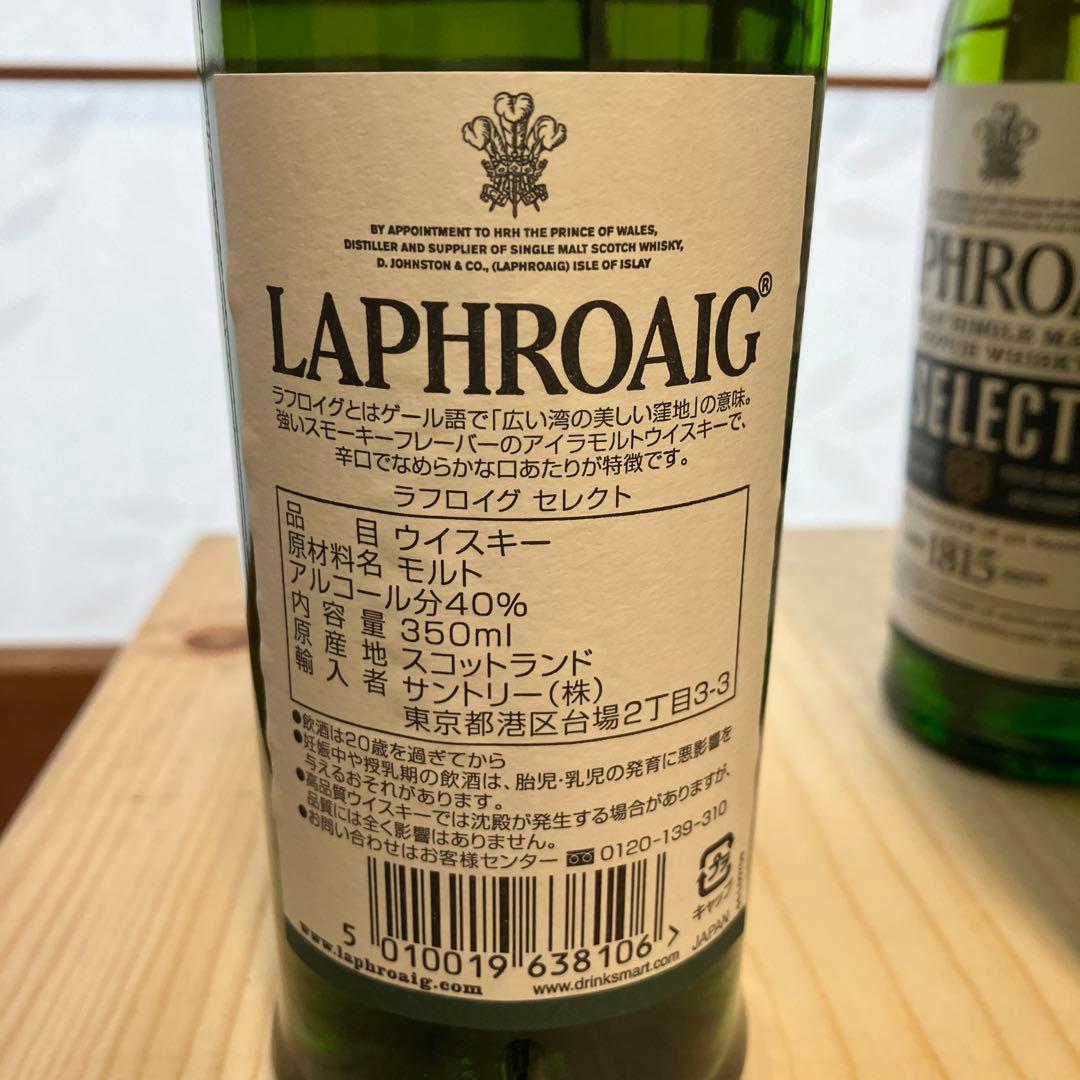 BY APPOINTMENT TO HRH THE PRINCE OF WALES,
DISTILLER AND SUPPLIER OF SINGLE MALT SCOTCH WHISKY,
D. JOHNSTON & CO., (LAPHROAIG) ISLE OF ISLAY
LAPHROAIG®
ラフロイグとはゲール語で「広い湾の美しい窪地」の意味。
強いスモーキーフレーバーのアイラモルトウイスキーで、
辛口でなめらかな口あたりが特徴です。
ラフロイグ セレクト
品目 ウイスキー
原材料名 モルト
アルコール分40%
内容量 350ml
原産地 スコットランド
輸入者 サントリー(株)
東京都港区台場2丁目3-3
●飲酒は20歳を過ぎてから
●妊娠中や授乳期の飲酒は、胎児・乳児の発育に悪影響を
与えるおそれがあります。
●高品質ウイスキーでは沈殿が発生する場合がありますが、
品質には全く影響はありません。
●お問い合わせはお客様センター 0120-139-310
プラ
キャップ
5 010019 638106 >
JAPAN
www.laphroaig.com
www.drinksmart.com
PHROA
SINGLE MA
SELECT
1815